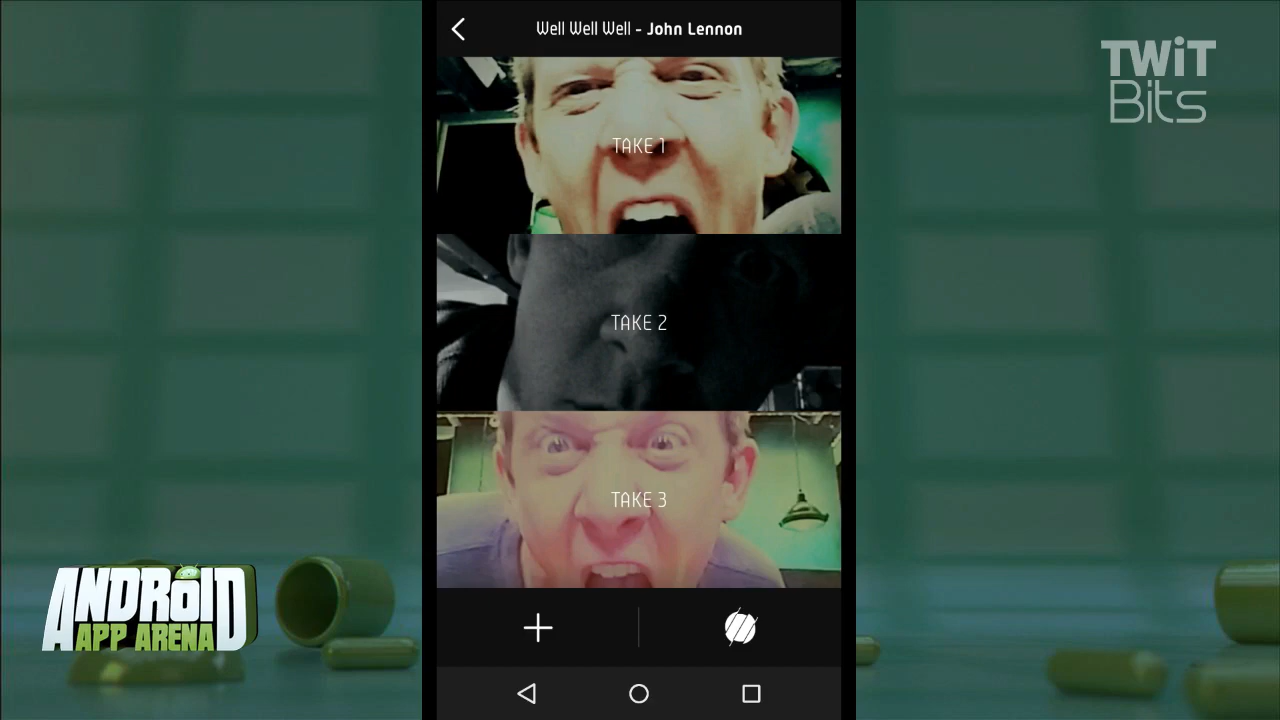 Well Well Well - John Lennon
TWiT
Bits
TAKE 1
TAKE 2
TAKE 3
ANDROID
APP ARENA